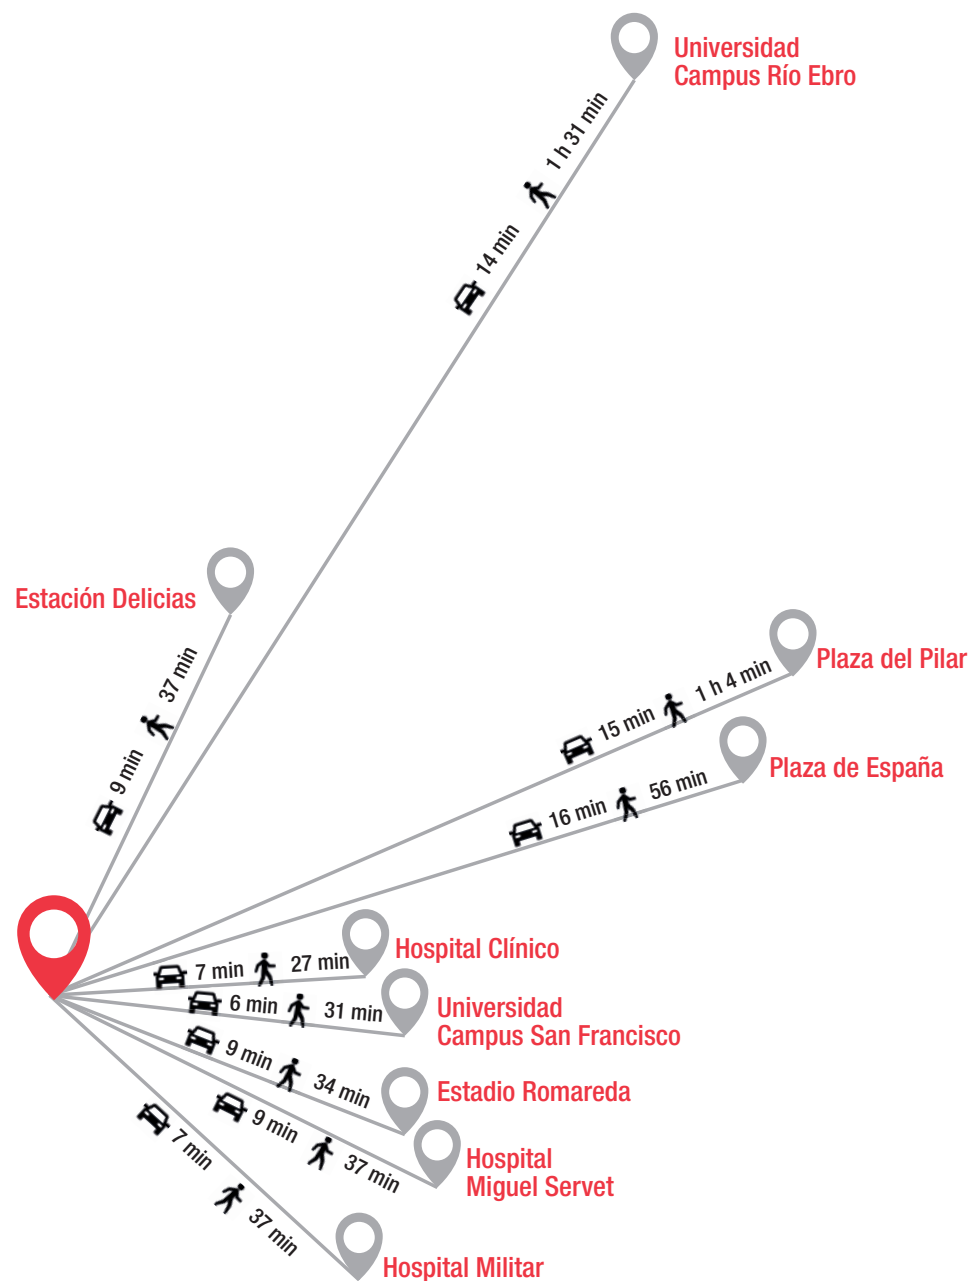 Universidad
Campus Río Ebro
1 h 31 min
14 min
Estación Delicias
37 min
9 min
Plaza del Pilar
15 min
1 h 4 min
Plaza de España
16 min
56 min
Hospital Clínico
7 min
27 min
Universidad
Campus San Francisco
6 min
31 min
Estadio Romareda
9 min
34 min
Hospital
Miguel Servet
9 min
37 min
Hospital Militar
7 min
37 min